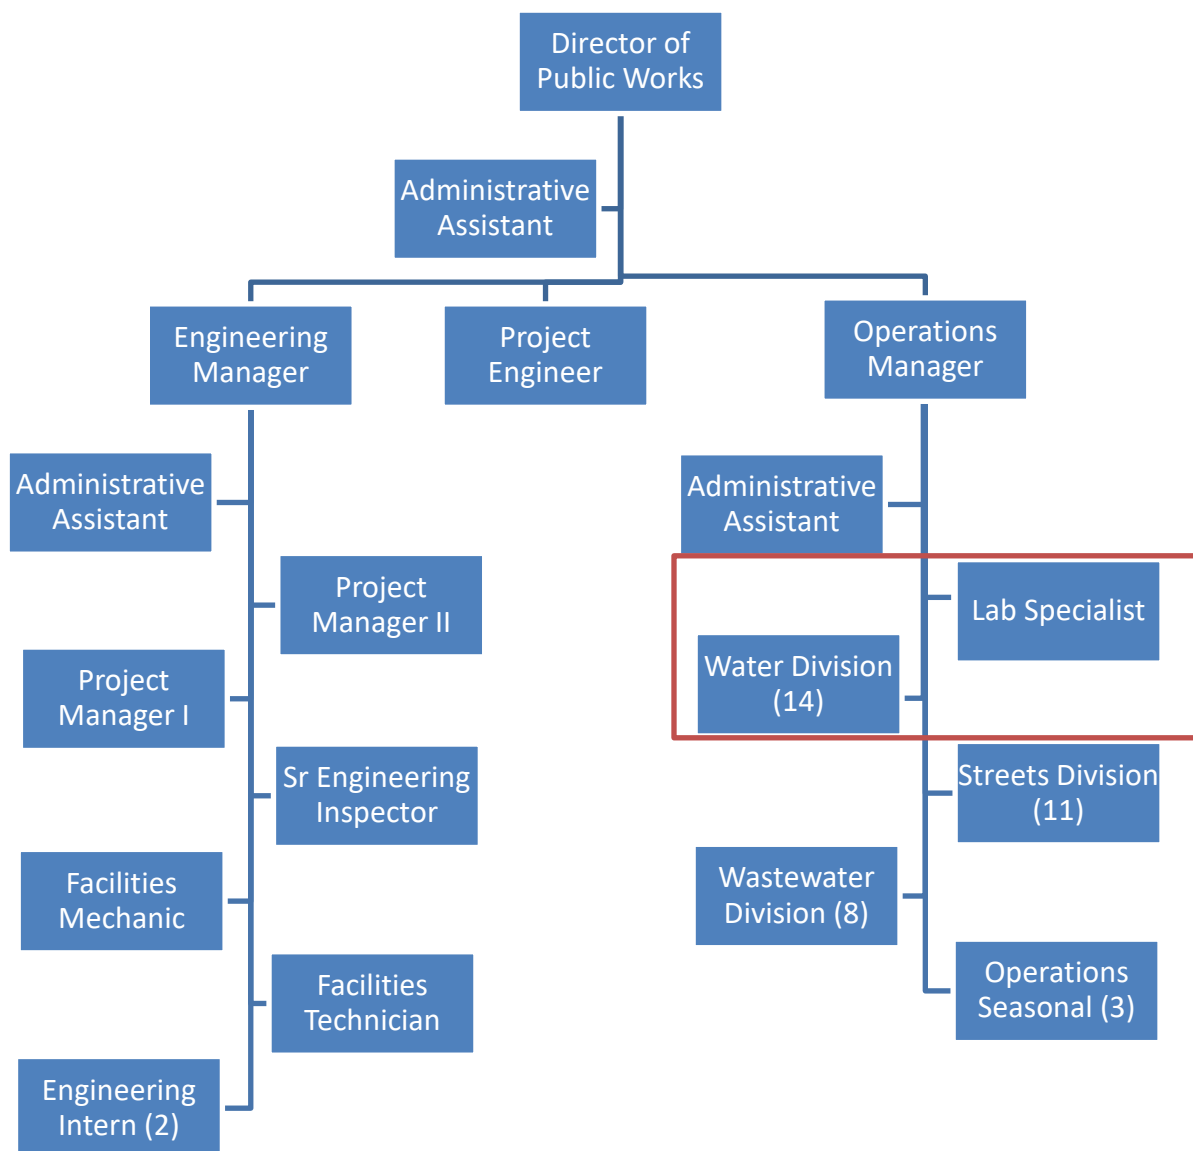 Director of
Public Works
Administrative
Assistant
Engineering
Manager
Project
Engineer
Operations
Manager
Administrative
Assistant
Project
Manager II
Project
Manager I
Sr Engineering
Inspector
Facilities
Mechanic
Facilities
Technician
Engineering
Intern (2)
Administrative
Assistant
Lab Specialist
Water Division
(14)
Streets Division
(11)
Wastewater
Division (8)
Operations
Seasonal (3)